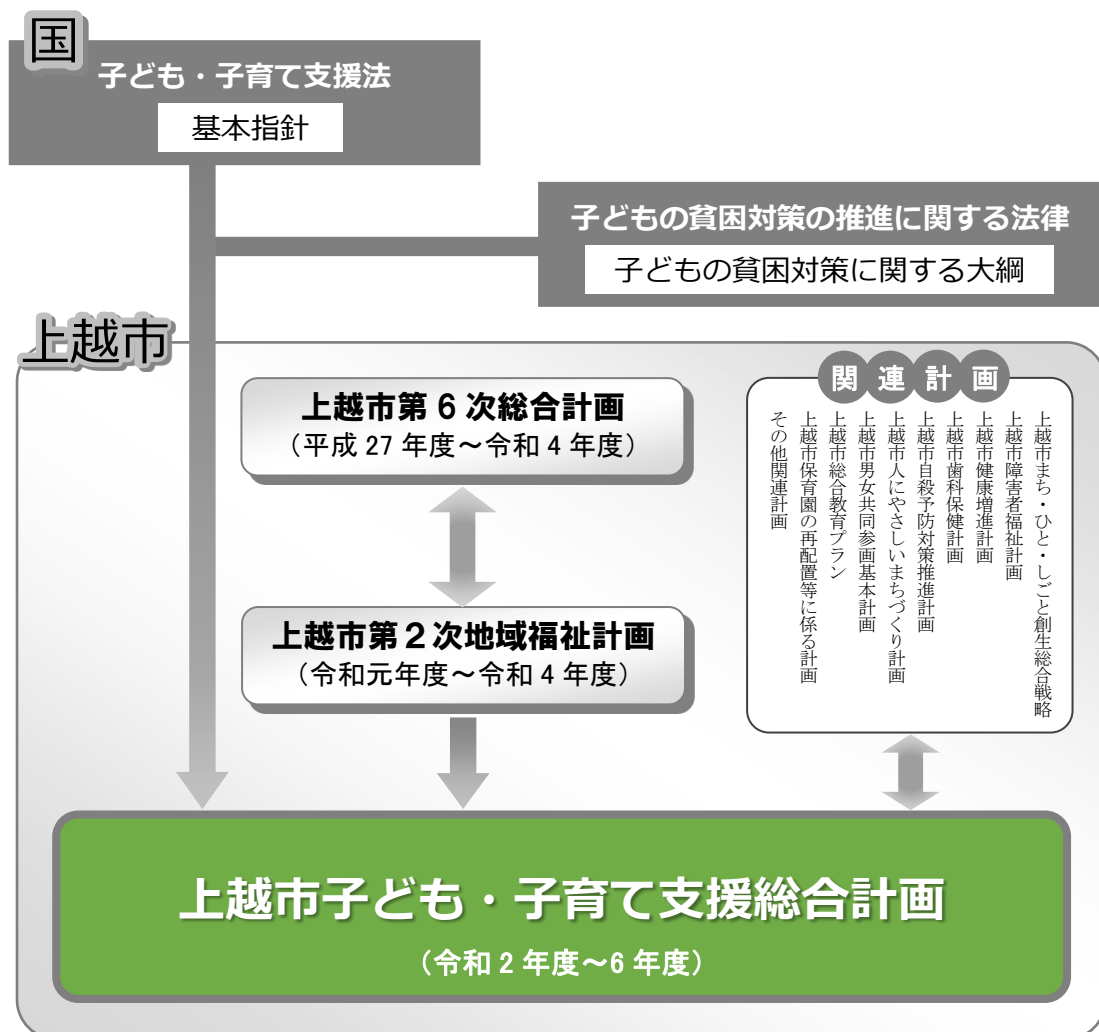 国
子ども・子育て支援法
基本指針
子どもの貧困対策の推進に関する法律
子どもの貧困対策に関する大綱
上越市
上越市第6次総合計画
（平成27年度～令和4年度）
上越市第２次地域福祉計画
（令和元年度～令和4年度）
関連計画
上越市まち・ひと・しごと創生総合戦略
上越市障害者福祉計画
上越市健康増進計画
上越市歯科保健計画
上越市自殺予防対策推進計画
上越市人にやさしいまちづくり計画
上越市男女共同参画基本計画
上越市総合教育プラン
上越市保育園の再配置等に係る計画
その他関連計画
上越市子ども・子育て支援総合計画
（令和2年度～6年度）